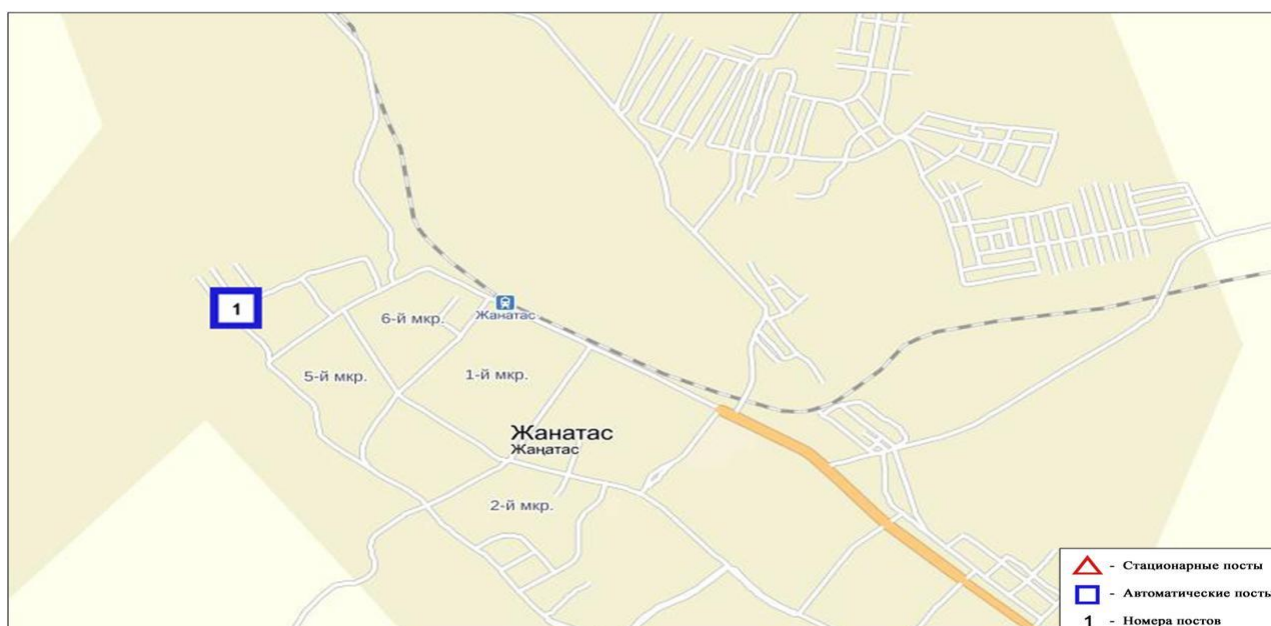 1
6-й мкр.
Жанатас
5-й мкр.
1-й мкр.
Жанатас
Жаңатас
2-й мкр.
- Стационарные посты
- Автоматические посты
1 - Номера постов